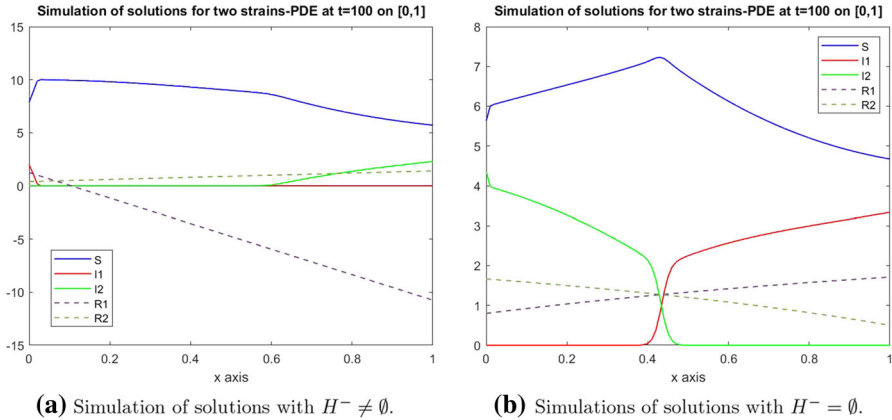 Simulation of solutions for two strains-PDE at t=100 on [0,1]
15
10
5
0
-5
-10
-15
S
I1
I2
R1
R2
0
0.2
0.4
0.6
0.8
1
x axis
(a) Simulation of solutions with H⁻ ≠ ∅.
Simulation of solutions for two strains-PDE at t=100 on [0,1]
8
7
6
5
4
3
2
1
0
S
I1
I2
R1
R2
0
0.2
0.4
0.6
0.8
1
x axis
(b) Simulation of solutions with H⁻ = ∅.